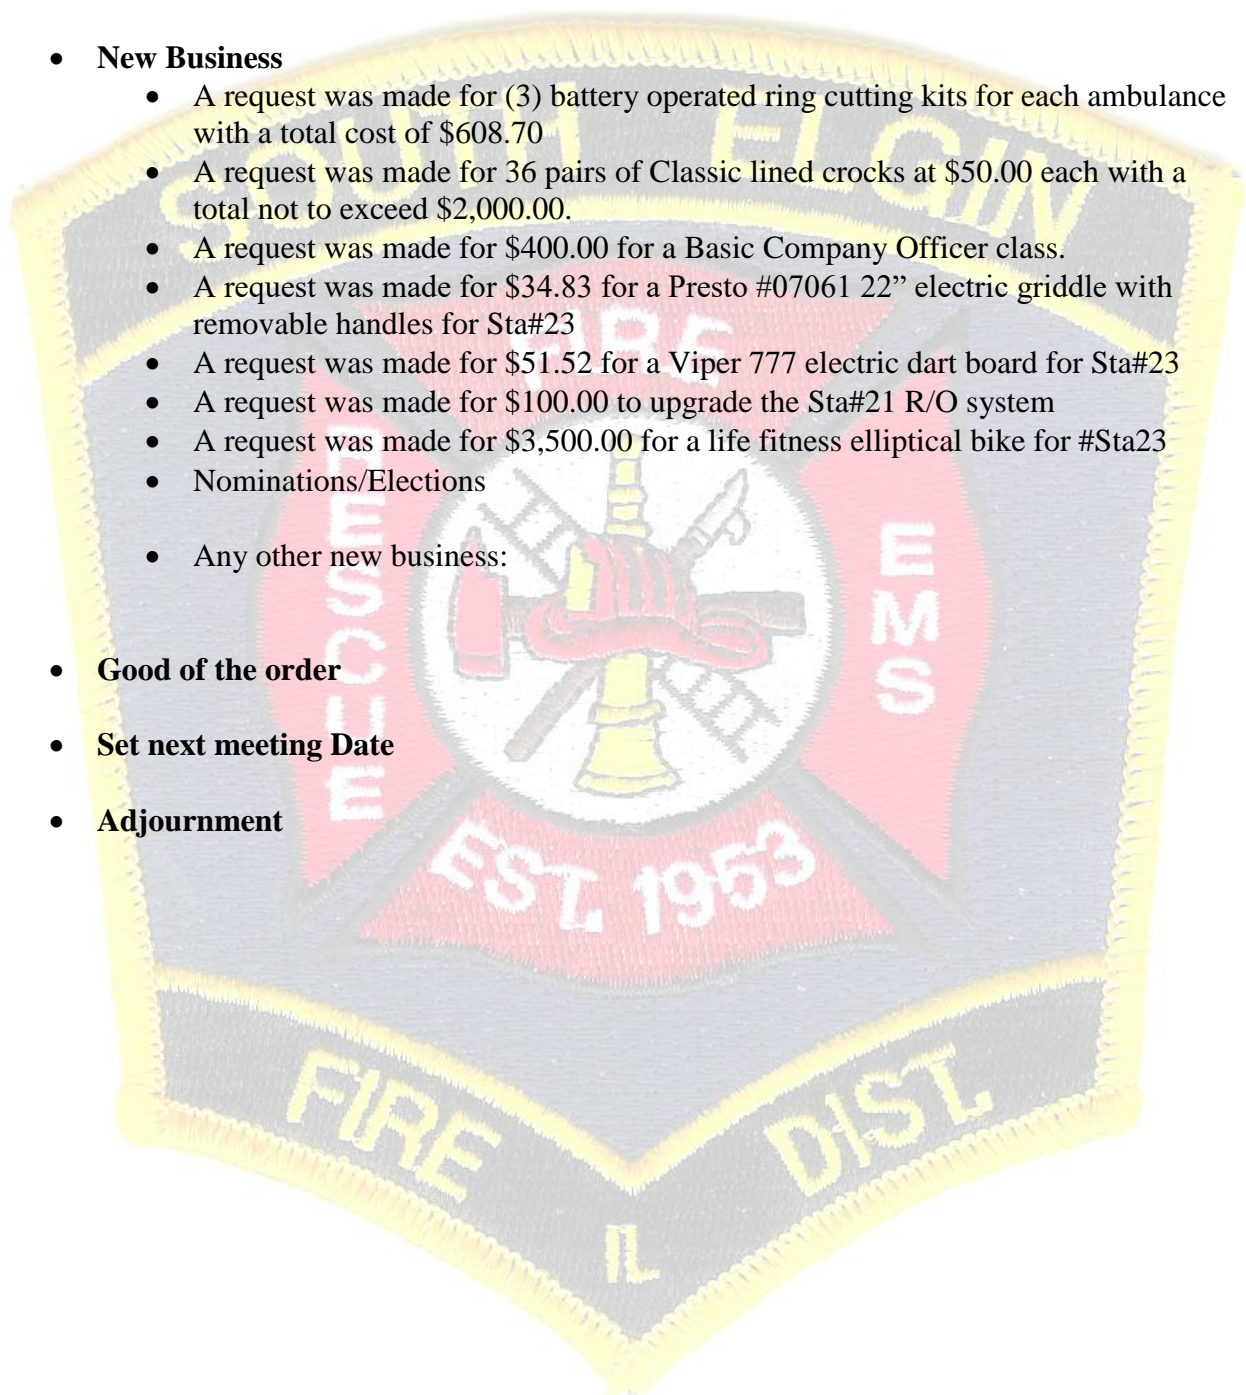 • New Business
• A request was made for (3) battery operated ring cutting kits for each ambulance
with a total cost of $608.70
• A request was made for 36 pairs of Classic lined crocks at $50.00 each with a
total not to exceed $2,000.00.
• A request was made for $400.00 for a Basic Company Officer class.
• A request was made for $34.83 for a Presto #07061 22” electric griddle with
removable handles for Sta#23
• A request was made for $51.52 for a Viper 777 electric dart board for Sta#23
• A request was made for $100.00 to upgrade the Sta#21 R/O system
• A request was made for $3,500.00 for a life fitness elliptical bike for #Sta23
• Nominations/Elections
• Any other new business:
• Good of the order
• Set next meeting Date
• Adjournment
SOUTH ELGIN
FIRE
RESCUE
EMS
EST. 1953
FIRE DIST.
IL